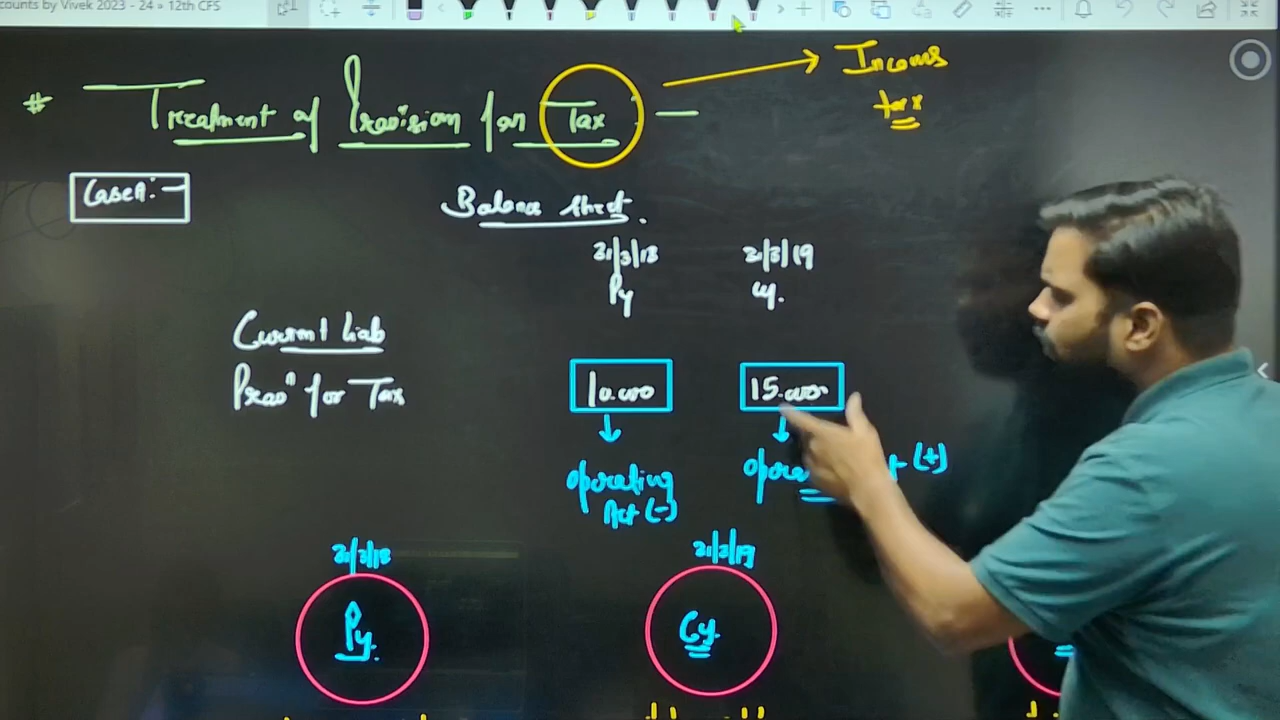 counts by Vivek 2023 - 24 » 12th CFS
* Treatment of Provision for Tax - → Income
tax
Case A:-
Balance Sheet.
31/3/18 31/3/19
Py Cy.
Current Liab
Provn for Tax 10,000 15,000
Operating
Act (-)
(+)
31/3/18 31/3/19
Py. Cy.